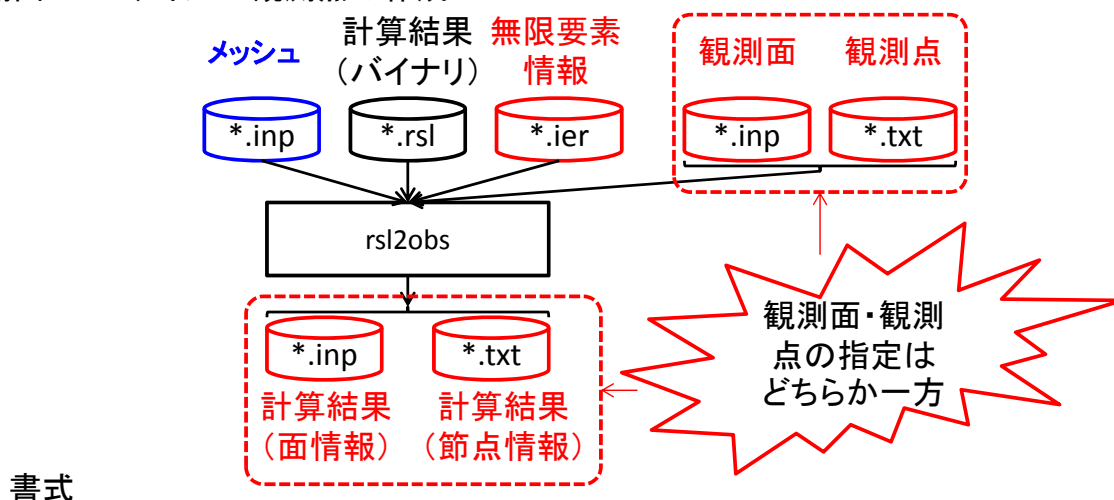 メッシュ
計算結果
(バイナリ)
無限要素
情報
観測面
観測点
*.inp
*.rsl
*.ier
*.inp
*.txt
rsl2obs
*.inp
*.txt
計算結果
(面情報)
計算結果
(節点情報)
観測面・観測
点の指定は
どちらか一方
書式